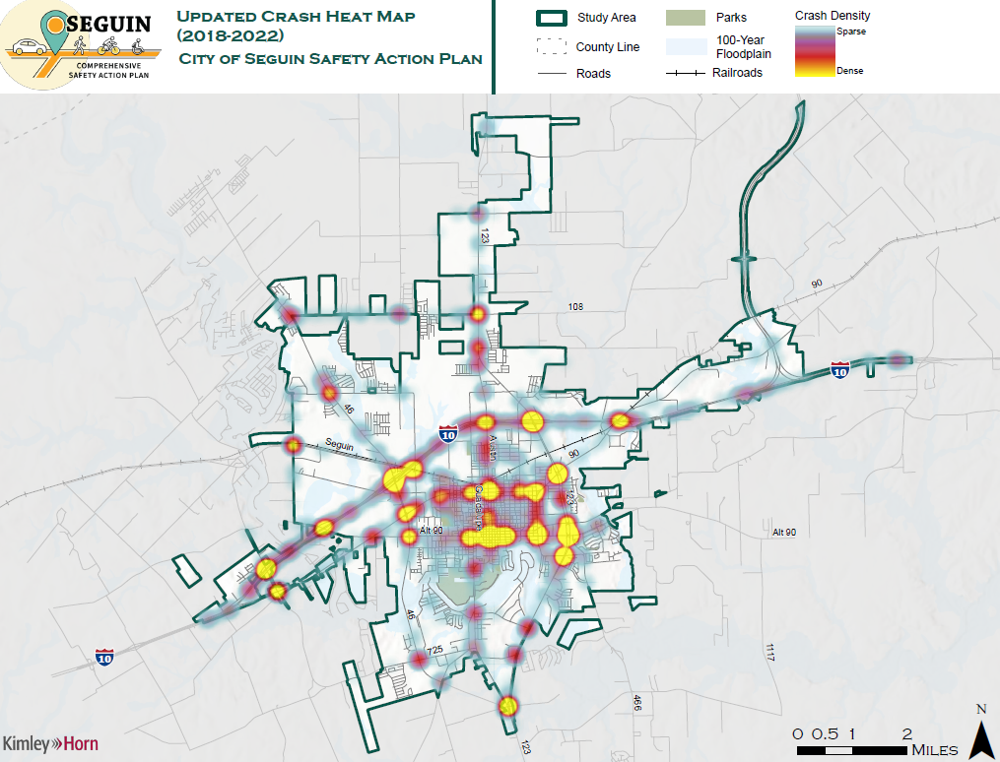 SEGUIN
COMPREHENSIVE
SAFETY ACTION PLAN
UPDATED CRASH HEAT MAP
(2018-2022)
CITY OF SEGUIN SAFETY ACTION PLAN
Study Area
County Line
Roads
Parks
100-Year
Floodplain
Railroads
Crash Density
Sparse
Dense
123
90
108
10
46
10
Austin
Seguin
90
Guadalupe
123
Alt 90
Alt 90
46
725
10
1117
466
123
Kimley»Horn
0 0.5 1 2
MILES
N